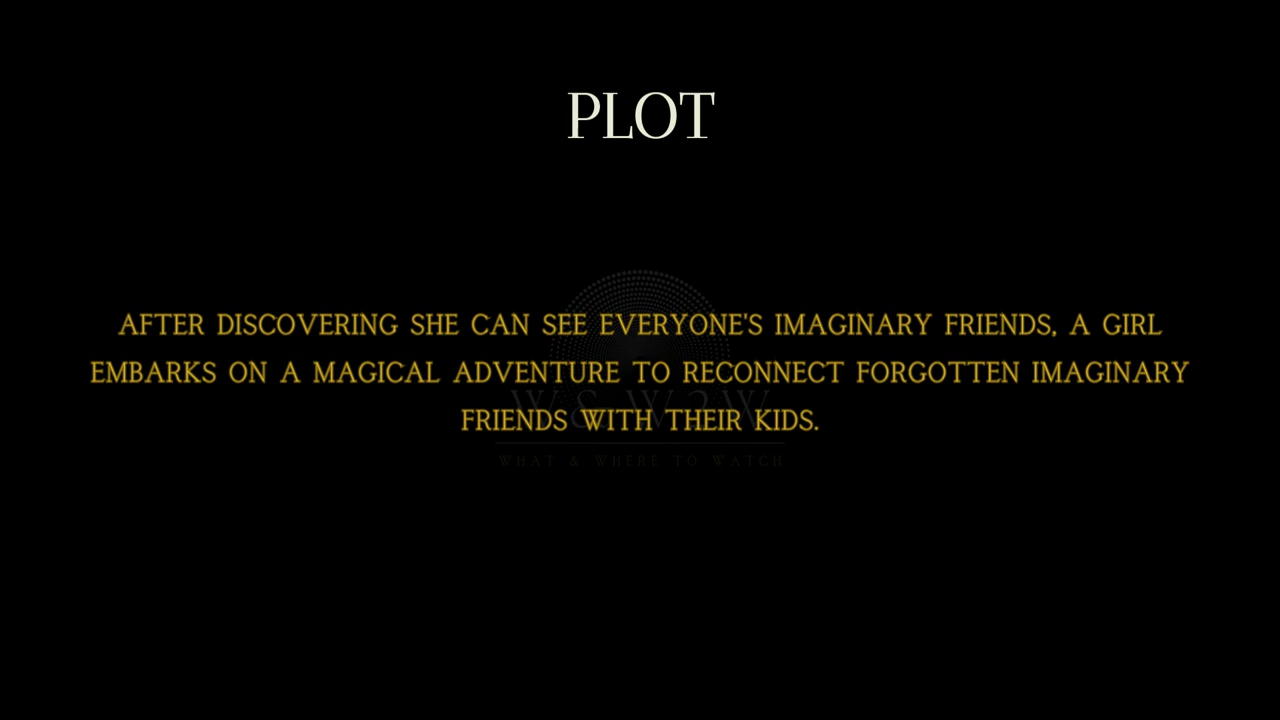 PLOT
AFTER DISCOVERING SHE CAN SEE EVERYONE'S IMAGINARY FRIENDS, A GIRL
EMBARKS ON A MAGICAL ADVENTURE TO RECONNECT FORGOTTEN IMAGINARY
W&W2W
FRIENDS WITH THEIR KIDS.
WHAT & WHERE TO WATCH